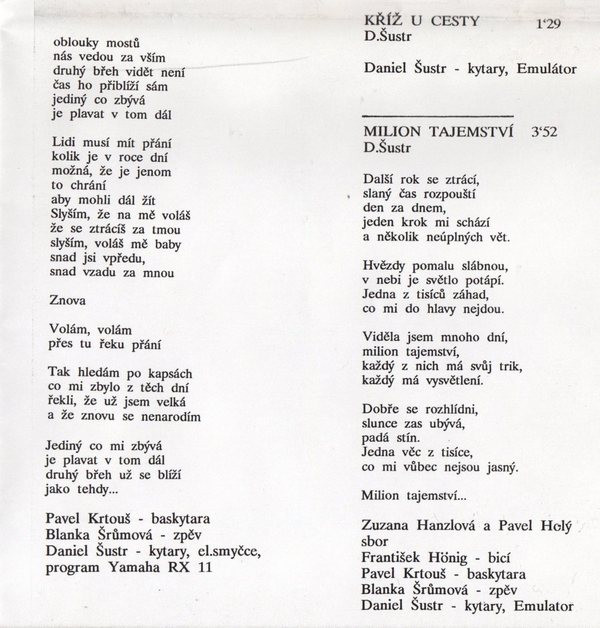 oblouky mostů
nás vedou za vším
druhý břeh vidět není
čas ho přiblíží sám
jediný co zbývá
je plavat v tom dál
Lidi musí mít přání
kolik je v roce dní
možná, že je jenom
to chrání
aby mohli dál žít
Slyším, že na mě voláš
že se ztrácíš za tmou
slyším, voláš mě baby
snad jsi vpředu,
snad vzadu za mnou
Znova
Volám, volám
přes tu řeku přání
Tak hledám po kapsách
co mi zbylo z těch dní
řekli, že už jsem velká
a že znovu se nenarodím
Jediný co mi zbývá
je plavat v tom dál
druhý břeh už se blíží
jako tehdy...
Pavel Krtouš - baskytara
Blanka Šrůmová - zpěv
Daniel Šustr - kytary, el.smyčce,
program Yamaha RX 11
KŘÍŽ U CESTY 1‘29
D.Šustr
Daniel Šustr - kytary, Emulátor
MILION TAJEMSTVÍ 3‘52
D.Šustr
Další rok se ztrácí,
slaný čas rozpouští
den za dnem,
jeden krok mi schází
a několik neúplných vět.
Hvězdy pomalu slábnou,
v nebi je světlo potápí.
Jedna z tisíců záhad,
co mi do hlavy nejdou.
Viděla jsem mnoho dní,
milion tajemství,
každý z nich má svůj trik,
každý má vysvětlení.
Dobře se rozhlídni,
slunce zas ubývá,
padá stín.
Jedna věc z tisíce,
co mi vůbec nejsou jasný.
Milion tajemství...
Zuzana Hanzlová a Pavel Holý
sbor
František Hönig - bicí
Pavel Krtouš - baskytara
Blanka Šrůmová - zpěv
Daniel Šustr - kytary, Emulator